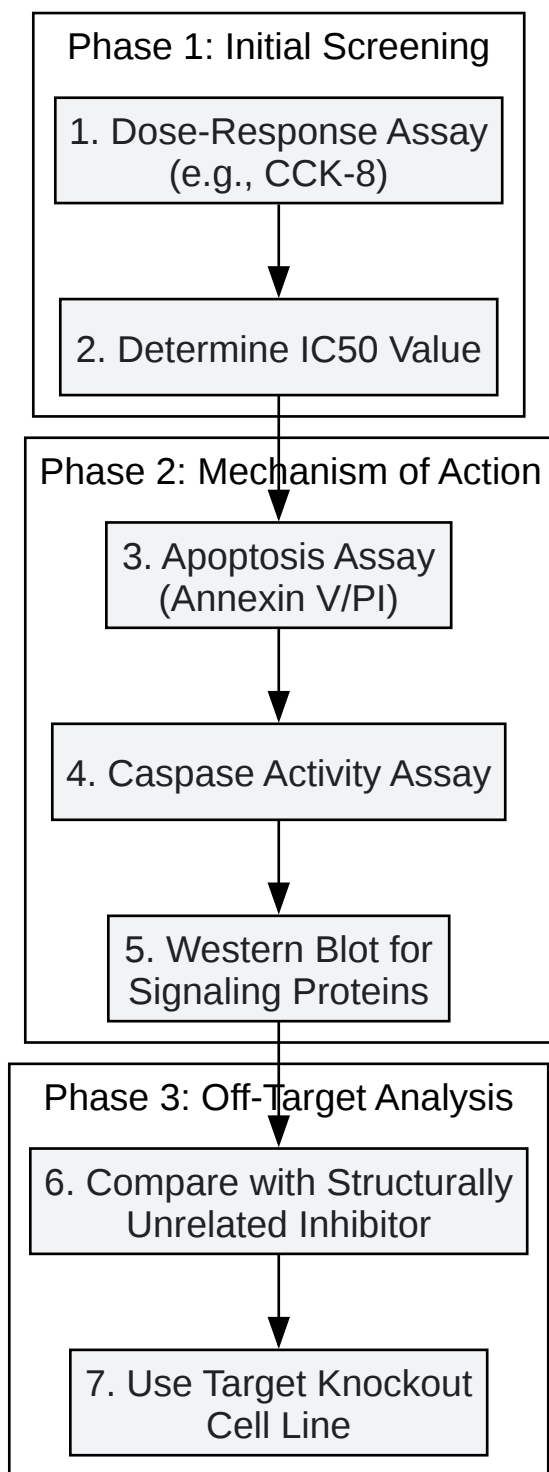 Phase 1: Initial Screening
1. Dose-Response Assay
(e.g., CCK-8)
2. Determine IC50 Value
Phase 2: Mechanism of Action
3. Apoptosis Assay
(Annexin V/PI)
4. Caspase Activity Assay
5. Western Blot for
Signaling Proteins
Phase 3: Off-Target Analysis
6. Compare with Structurally
Unrelated Inhibitor
7. Use Target Knockout
Cell Line